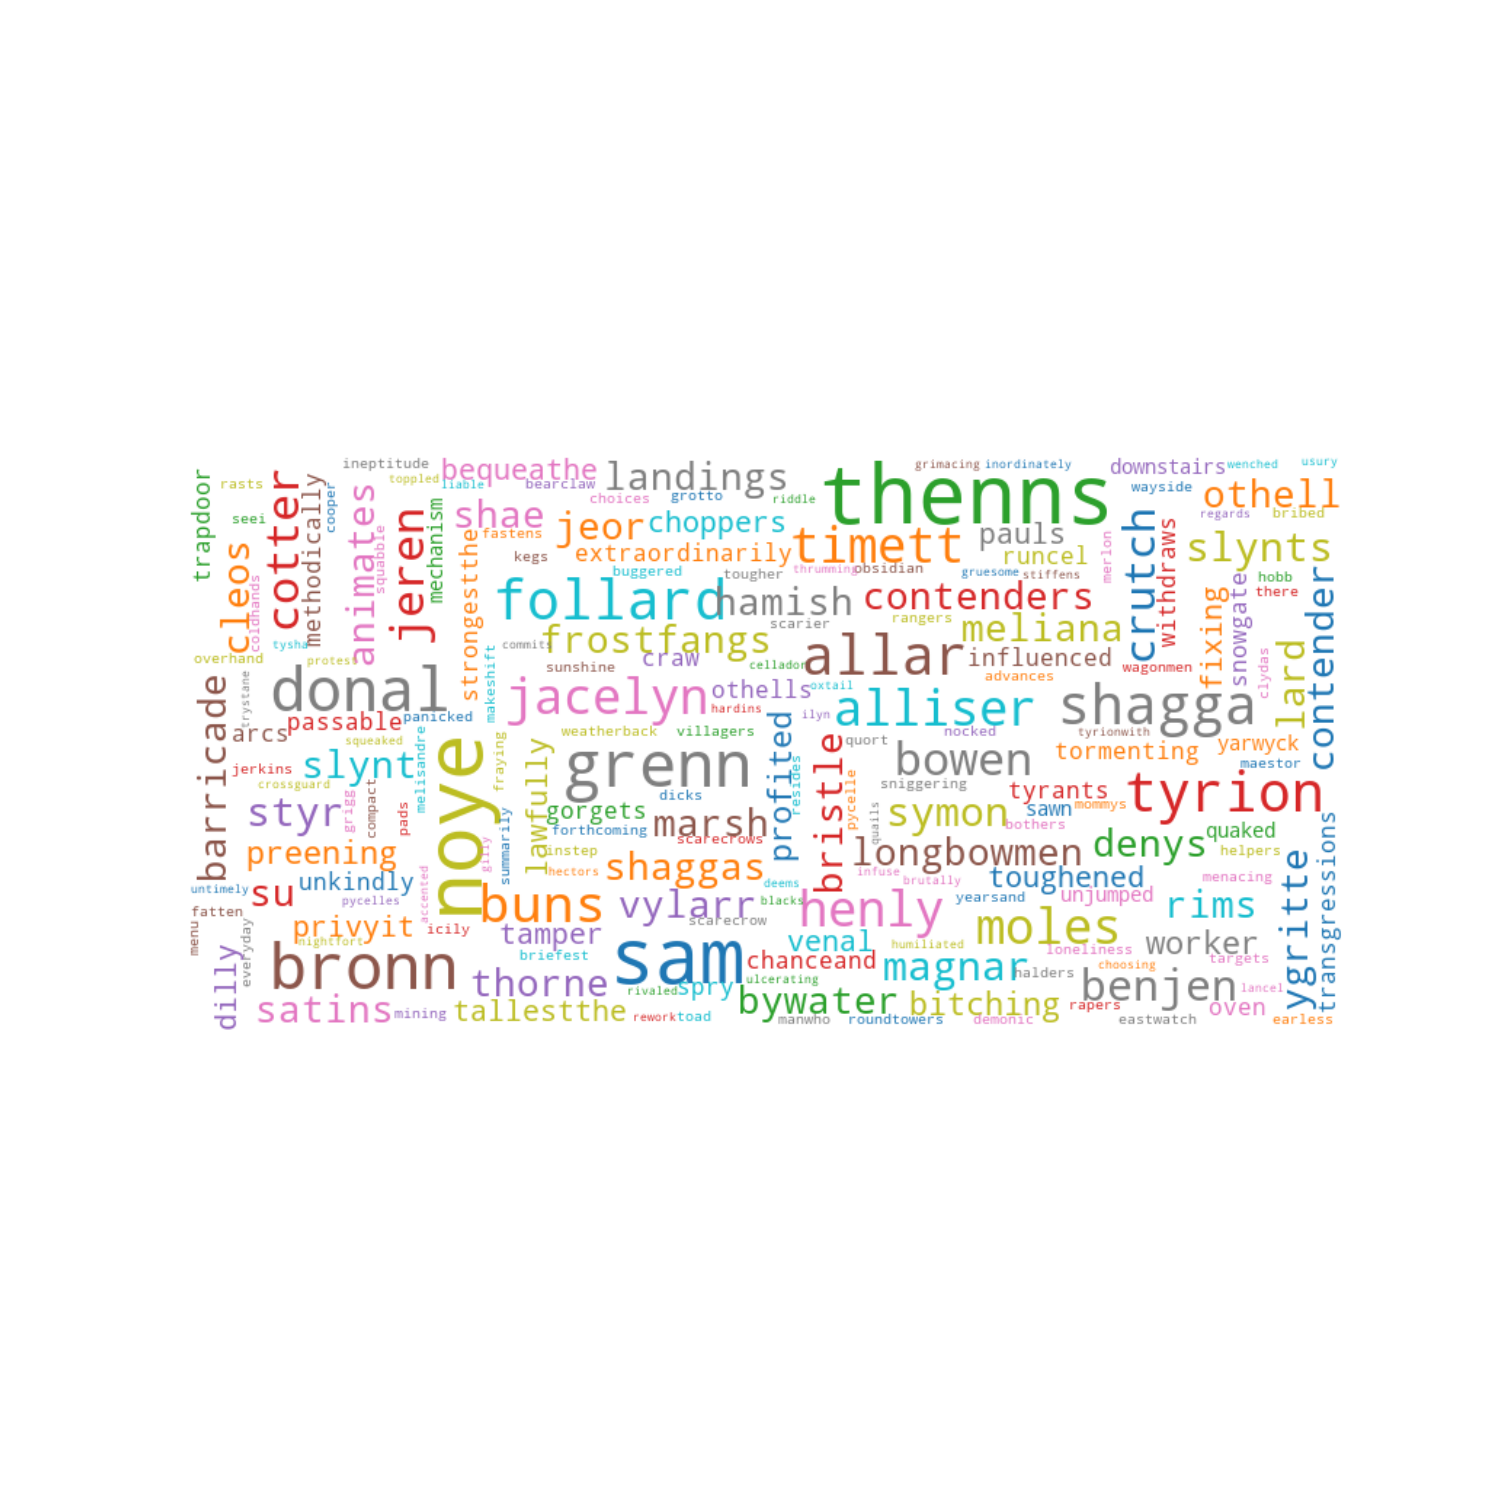 ineptitude
bequeathe
landings
thenns
grimacing
inordinately
downstairs
wenched
usury
trapdoor
rasts
cotter
methodically
cooper
animates
toppled
liable
bearclaw
choices
grotto
riddle
wayside
othell
regards
bribed
seei
jeren
squabble
mechanism
shae
fastens
jeor
choppers
pauls
crutch
withdraws
slynts
cleos
coldhands
strongestthe
kegs
extraordinarily
timett
runcel
merlon
buggered
tougher
thrumming
obsidian
gruesome
stiffens
hobb
there
snowgate
fixing
contender
follard
hamish
contenders
scarier
rangers
meliana
tysha
protest
overhand
commits
frostfangs
makeshift
sunshine
craw
cellador
allar
influenced
wagonmen
advances
clydas
lard
barricade
trystane
donal
jacelyn
othells
oxtail
hardins
ilyn
alliser
shagga
passable
panicked
arcs
squeaked
melisandre
noye
fraying
weatherback
villagers
profited
bristle
quort
nocked
tyrionwith
tormenting
yarwyck
maestor
jerkins
slynt
crossguard
grenn
lawfully
resides
pycelle
bowen
sniggering
tyrion
styr
grigg
compact
pads
dicks
gorgets
forthcoming
marsh
scarecrows
quails
symon
tyrants
sawn
mommys
bothers
denys
quaked
helpers
preening
gilly
summarily
instep
hectors
shaggas
longbowmen
infuse
brutally
toughened
menacing
ygritte
transgressions
untimely
su
unkindly
pycelles
accented
buns
vylarr
deems
blacks
henly
yearsand
unjumped
rims
fatten
menu
privyit
nightfort
icily
tamper
scarecrow
venal
humiliated
moles
worker
loneliness
targets
dilly
everyday
bronn
briefest
thorne
sam
chanceand
ulcerating
magnar
halders
choosing
benjen
lancel
satins
mining
tallestthe
rivaled
spry
rework
toad
bywater
manwho
roundtowers
bitching
demonic
rapers
eastwatch
oven
earless